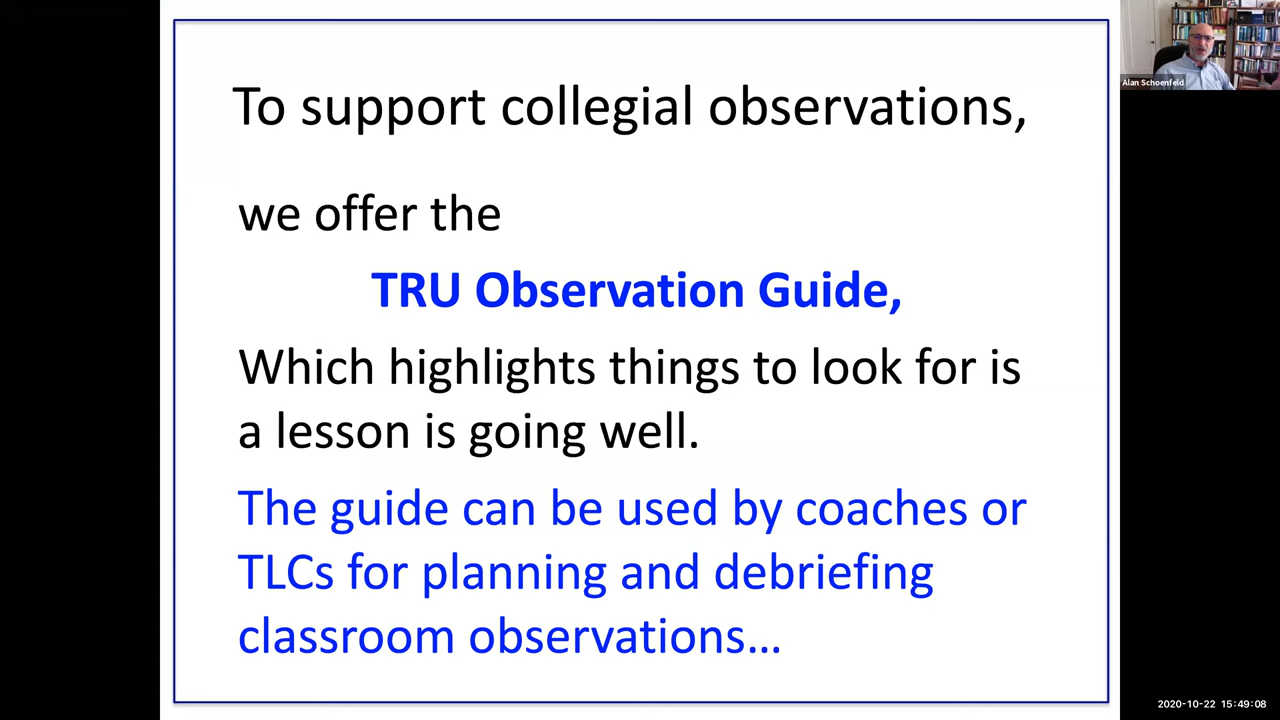 To support collegial observations,
we offer the
TRU Observation Guide,
Which highlights things to look for is
a lesson is going well.
The guide can be used by coaches or
TLCs for planning and debriefing
classroom observations...
Alan Schoenfeld
2020-10-22 15:49:08